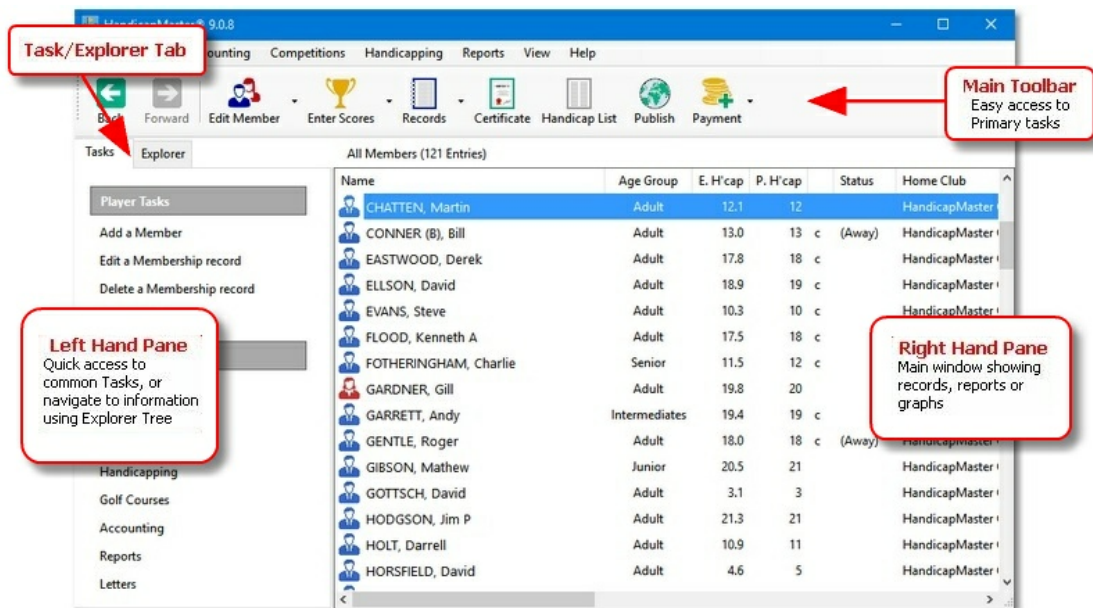 HandicapMaster® 9.0.8
Task/Explorer Tab
Competitions Handicapping Reports View Help
Back Forward Edit Member Enter Scores Records Certificate Handicap List Publish Payment
Main Toolbar
Easy access to
Primary tasks
Tasks Explorer
All Members (121 Entries)
Player Tasks
Add a Member
Edit a Membership record
Delete a Membership record
Left Hand Pane
Quick access to
common Tasks, or
navigate to information
using Explorer Tree
Handicapping
Golf Courses
Accounting
Reports
Letters
Name Age Group E. H'cap P. H'cap Status Home Club
CHATTEN, Martin Adult 12.1 12 HandicapMaster
CONNER (B), Bill Adult 13.0 13 c (Away) HandicapMaster
EASTWOOD, Derek Adult 17.8 18 c HandicapMaster
ELLSON, David Adult 18.9 19 c HandicapMaster
EVANS, Steve Adult 10.3 10 c HandicapMaster
FLOOD, Kenneth A Adult 17.5 18 c
FOTHERINGHAM, Charlie Senior 11.5 12 c
GARDNER, Gill Adult 19.8 20
GARRETT, Andy Intermediates 19.4 19 c
GENTLE, Roger Adult 18.0 18 c (Away)
GIBSON, Mathew Junior 20.5 21 HandicapMaster
GOTTSCH, David Adult 3.1 3 HandicapMaster
HODGSON, Jim P Adult 21.3 21 HandicapMaster
HOLT, Darrell Adult 10.9 11 HandicapMaster
HORSFIELD, David Adult 4.6 5 HandicapMaster
Right Hand Pane
Main window showing
records, reports or
graphs